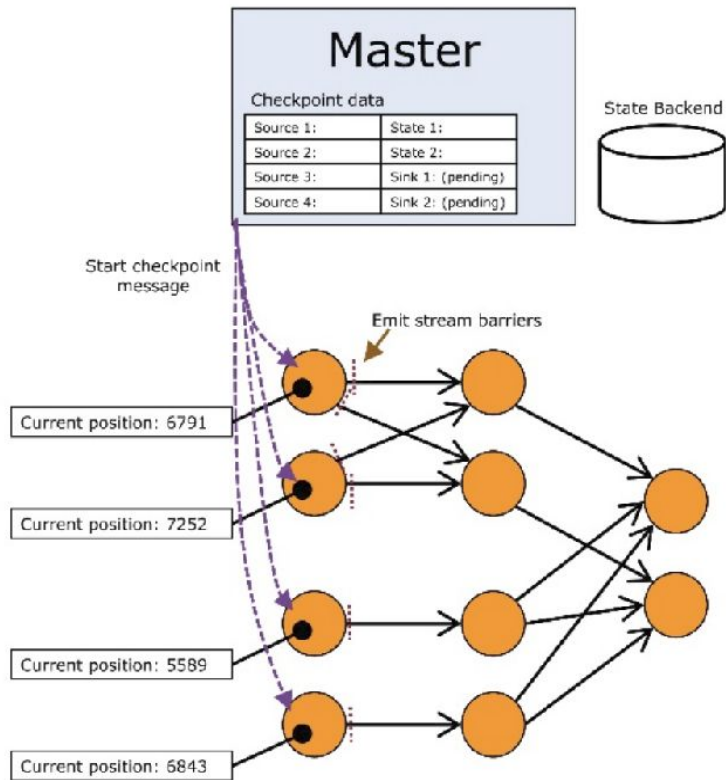 Master
Checkpoint data
Source 1: State 1:
Source 2: State 2:
Source 3: Sink 1: (pending)
Source 4: Sink 2: (pending)
State Backend
Start checkpoint
message
Emit stream barriers
Current position: 6791
Current position: 7252
Current position: 5589
Current position: 6843